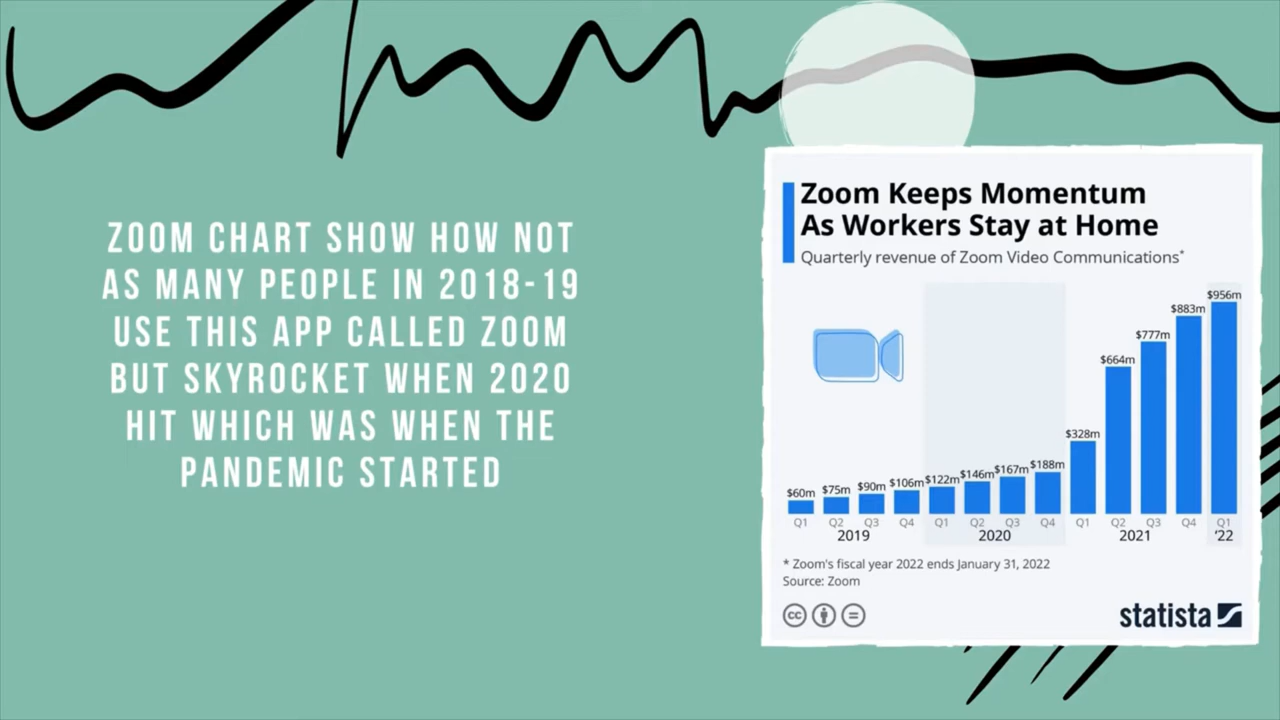 ZOOM CHART SHOW HOW NOT
AS MANY PEOPLE IN 2018-19
USE THIS APP CALLED ZOOM
BUT SKYROCKET WHEN 2020
HIT WHICH WAS WHEN THE
PANDEMIC STARTED
Zoom Keeps Momentum
As Workers Stay at Home
Quarterly revenue of Zoom Video Communications*
$60m $75m $90m $106m $122m $146m $167m $188m $328m $664m $777m $883m $956m
Q1 Q2 Q3 Q4 Q1 Q2 Q3 Q4 Q1 Q2 Q3 Q4 Q1
2019 2020 2021 '22
* Zoom's fiscal year 2022 ends January 31, 2022
Source: Zoom
cc
statista